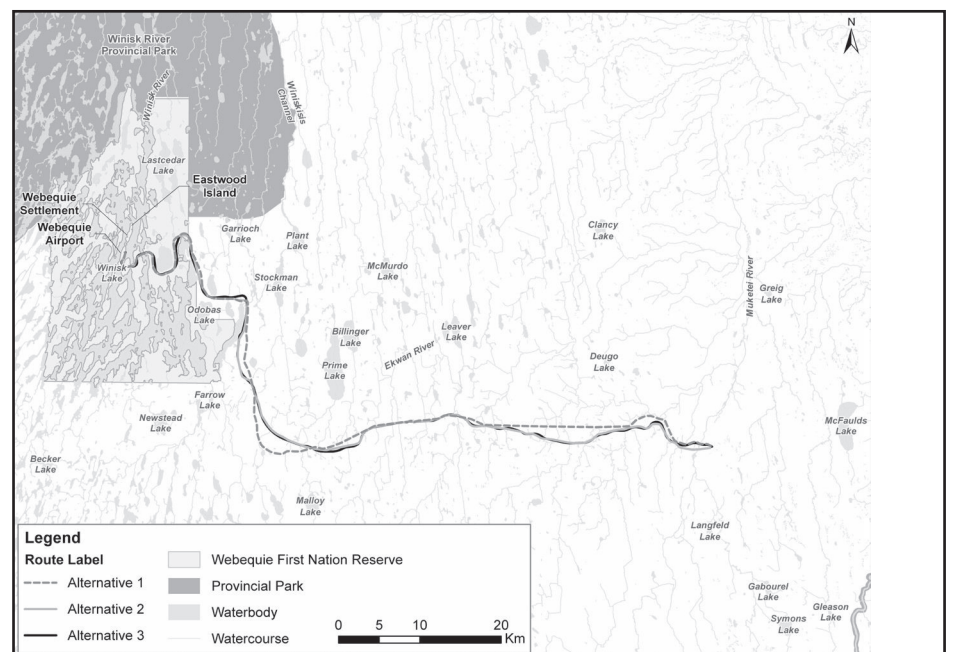 N
Winisk River
Provincial Park
Winisk River
Winiskisis
Channel
Lastcedar
Lake
Eastwood
Island
Webequie
Settlement
Webequie
Airport
Garrioch
Lake
Plant
Lake
Clancy
Lake
Winisk
Lake
Stockman
Lake
McMurdo
Lake
Muketei River
Greig
Lake
Odobas
Lake
Billinger
Lake
Leaver
Lake
Ekwan River
Prime
Lake
Deugo
Lake
Farrow
Lake
Newstead
Lake
McFaulds
Lake
Becker
Lake
Malloy
Lake
Langfeld
Lake
Gabourel
Lake
Gleason
Lake
Symons
Lake
Legend
Route Label
Alternative 1
Alternative 2
Alternative 3
Webequie First Nation Reserve
Provincial Park
Waterbody
Watercourse
0 5 10 20
Km